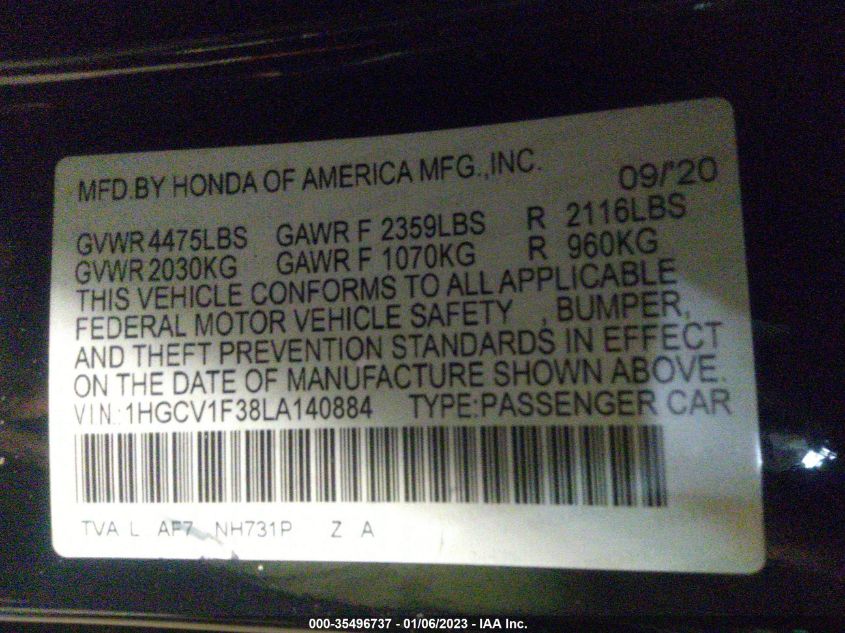 MFD.BY HONDA OF AMERICA MFG.,INC. 09/'20
GVWR 4475LBS GAWR F 2359LBS R 2116LBS
GVWR 2030KG GAWR F 1070KG R 960KG
THIS VEHICLE CONFORMS TO ALL APPLICABLE
FEDERAL MOTOR VEHICLE SAFETY , BUMPER,
AND THEFT PREVENTION STANDARDS IN EFFECT
ON THE DATE OF MANUFACTURE SHOWN ABOVE.
VIN.:1HGCV1F38LA140884 TYPE:PASSENGER CAR
TVA L AF7 NH731P Z A
000-35496737 - 01/06/2023 - IAA Inc.